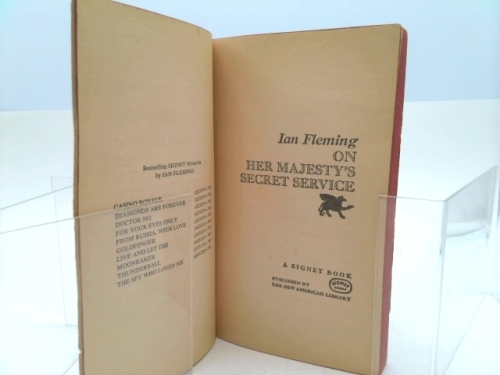 Bestselling SIGNET Mysteries
by IAN FLEMING
CASINO ROYALE
DIAMONDS ARE FOREVER
DOCTOR NO
FOR YOUR EYES ONLY
FROM RUSSIA, WITH LOVE
GOLDFINGER
LIVE AND LET DIE
MOONRAKER
THUNDERBALL
THE SPY WHO LOVED ME
Ian Fleming
ON
HER MAJESTY'S
SECRET SERVICE
A SIGNET BOOK
PUBLISHED BY
THE NEW AMERICAN LIBRARY
SIGNET
BOOKS